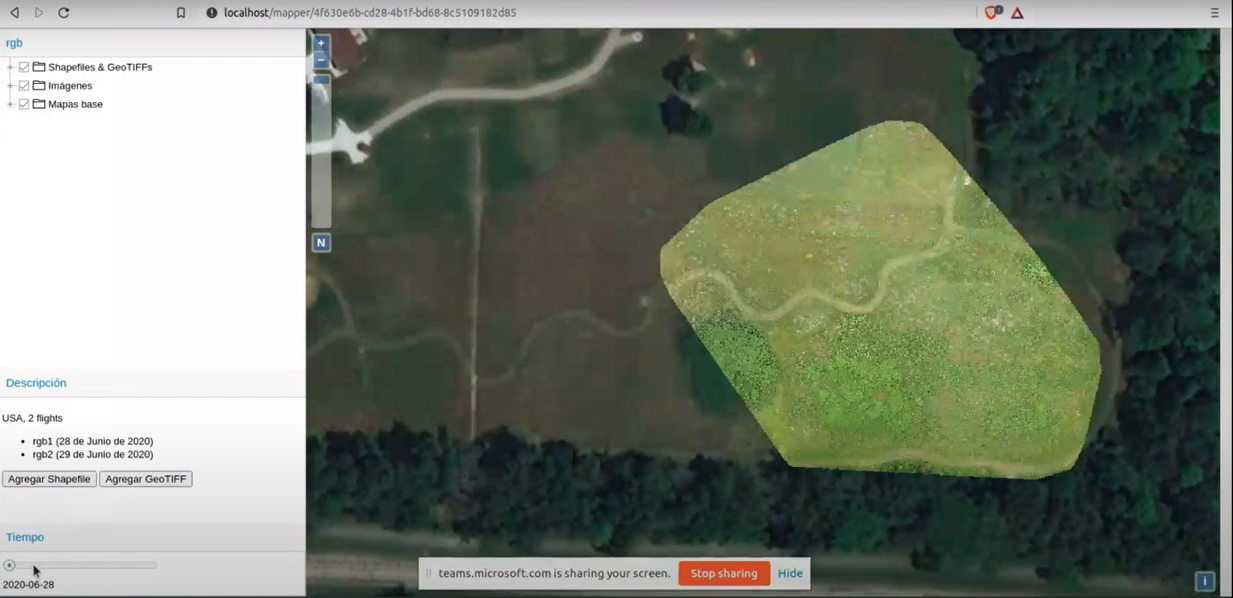 localhost/mapper/4f630e6b-cd28-4b1f-bd68-8c5109182d85
1
rgb
Shapefiles & GeoTIFFs
Imágenes
Mapas base
+
−
N
Descripción
USA, 2 flights
rgb1 (28 de Junio de 2020)
rgb2 (29 de Junio de 2020)
Agregar Shapefile Agregar GeoTIFF
Tiempo
2020-06-28
teams.microsoft.com is sharing your screen. Stop sharing Hide
i